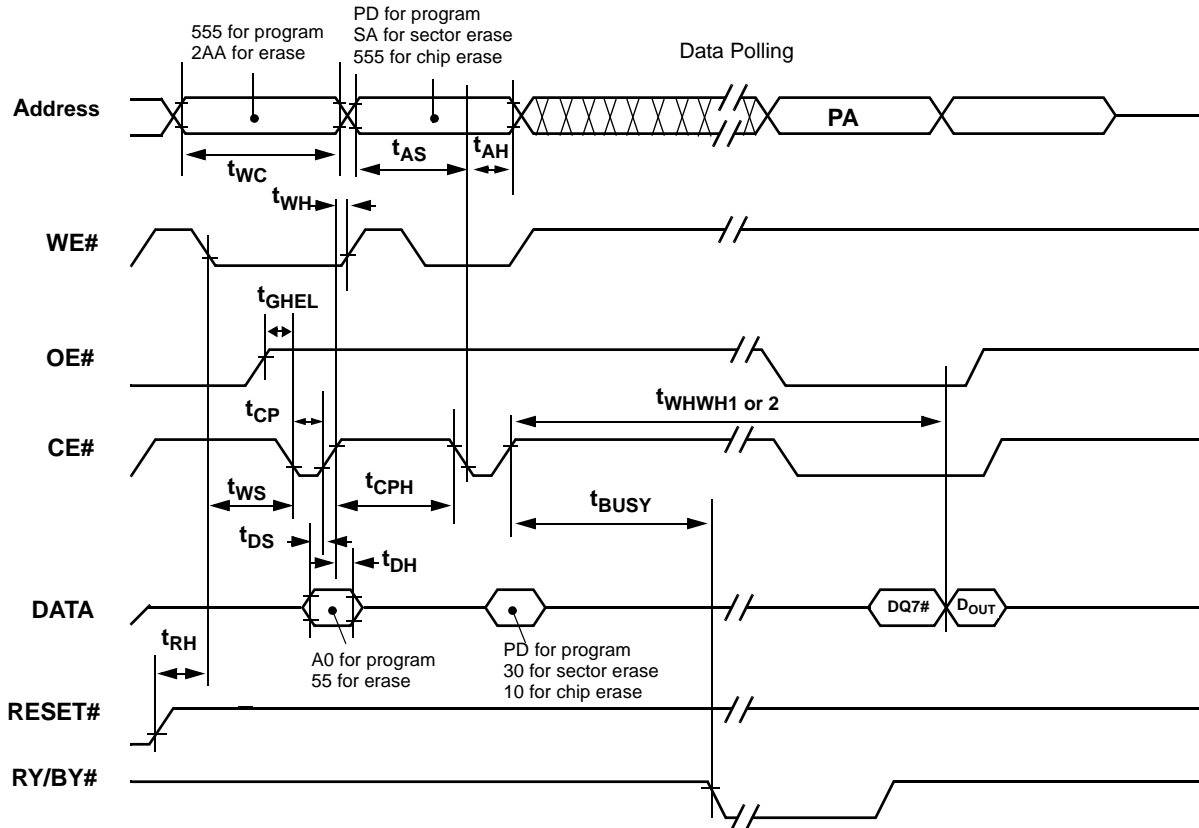 555 for program
2AA for erase
PD for program
SA for sector erase
555 for chip erase
Data Polling
Address
PA
tWC
tAS
tAH
tWH
WE#
tGHEL
OE#
tCP
tWHWH1 or 2
CE#
tWS
tCPH
tBUSY
tDS
tDH
DATA
DQ7#
DOUT
tRH
A0 for program
55 for erase
PD for program
30 for sector erase
10 for chip erase
RESET#
RY/BY#